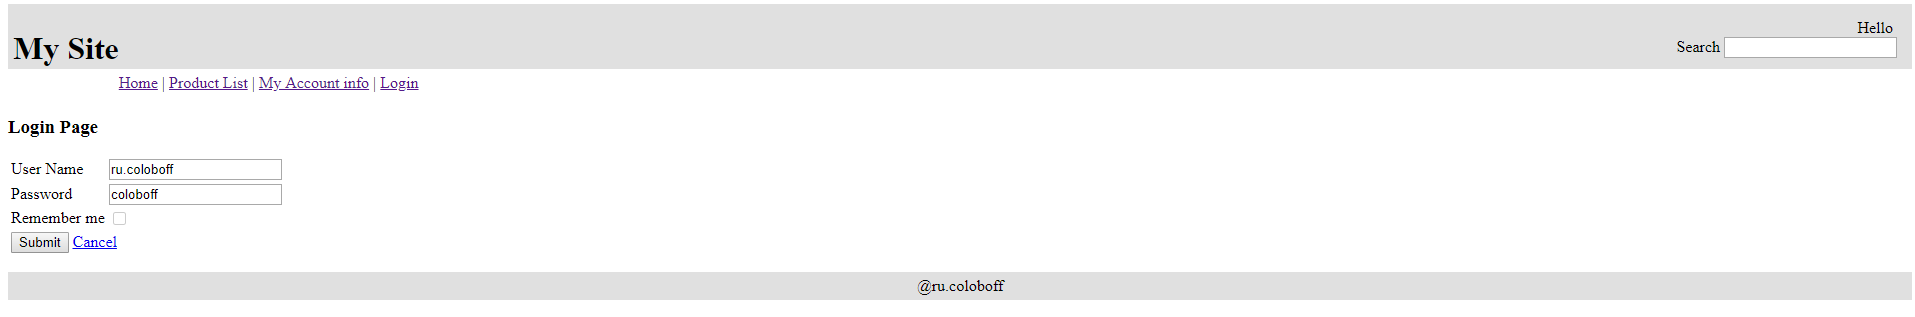 Hello
My Site
Search
Home | Product List | My Account info | Login
Login Page
User Name ru.coloboff
Password coloboff
Remember me
Submit Cancel
@ru.coloboff